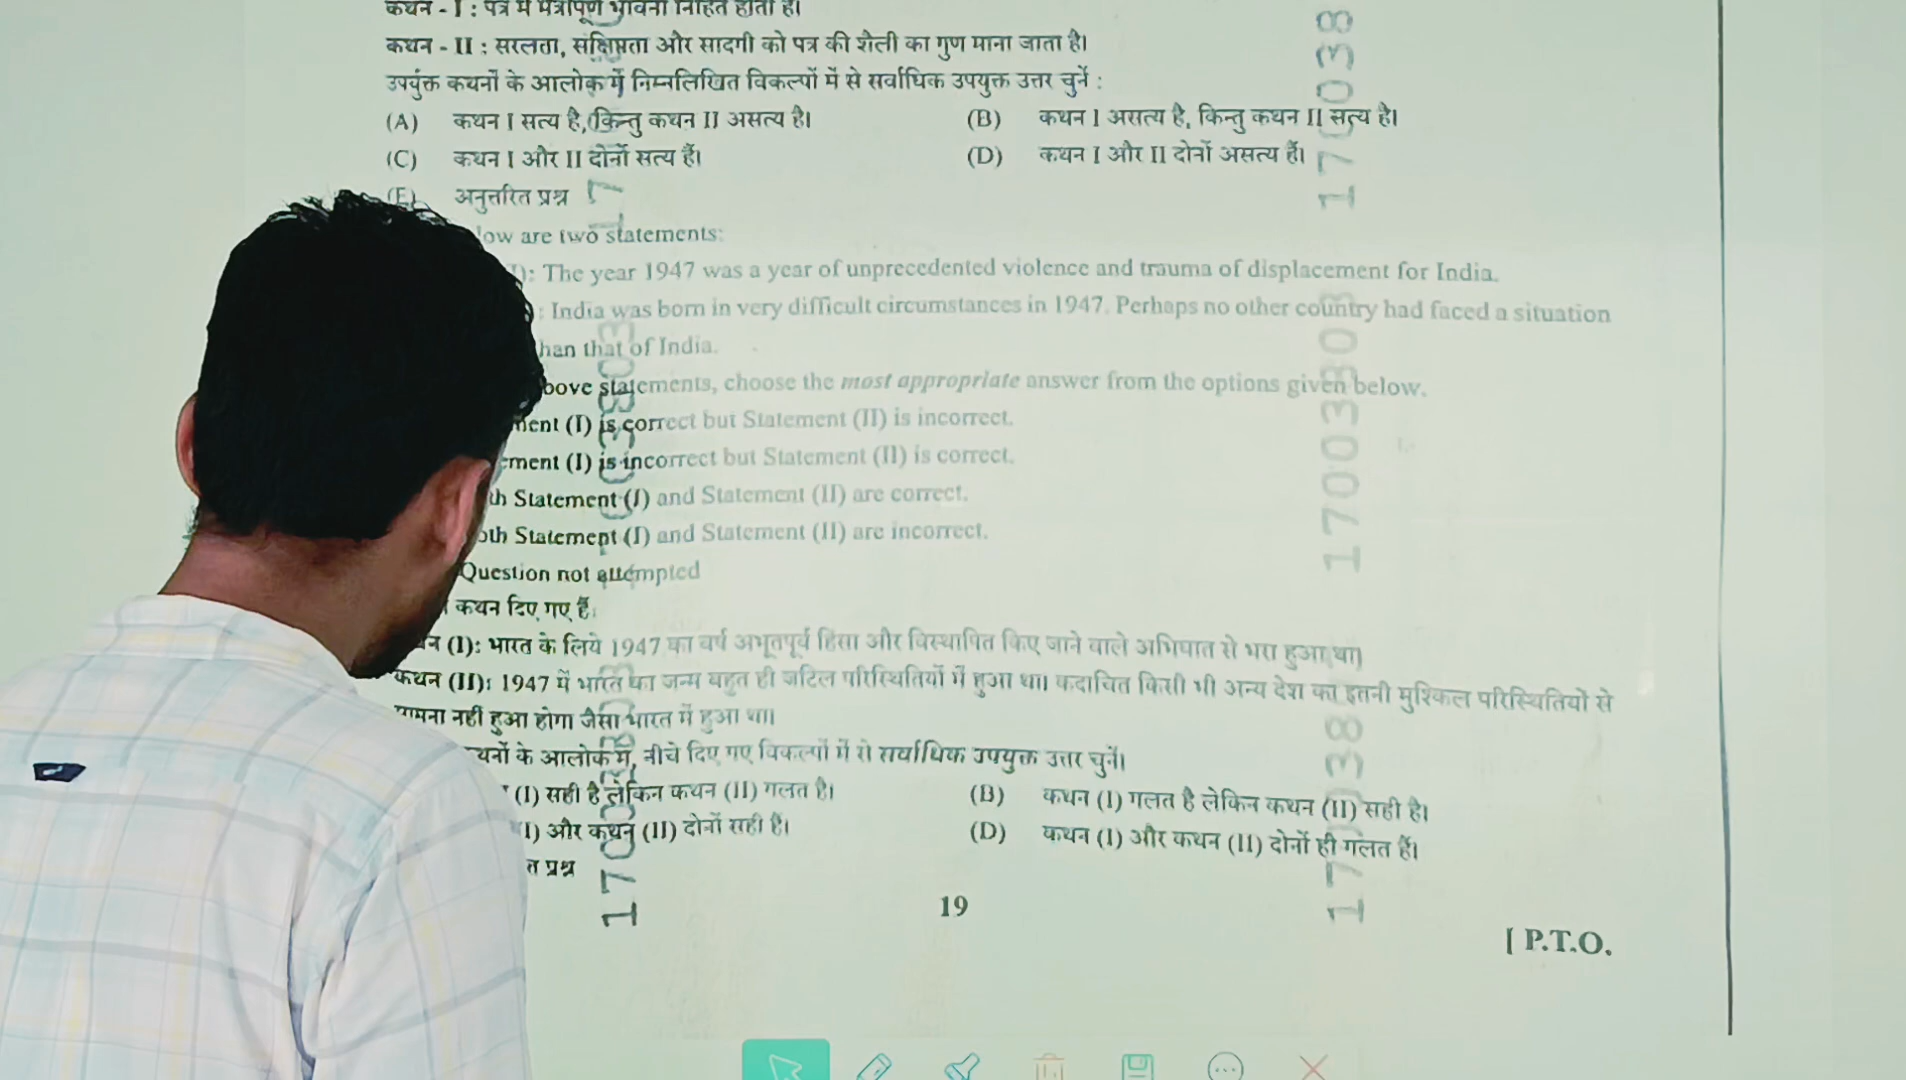 कथन - I : पत्र में मैत्रीपूर्ण भावना निहित होती है।
कथन - II : सरलता, संक्षिप्तता और सादगी को पत्र की शैली का गुण माना जाता है।
उपर्युक्त कथनों के आलोक में निम्नलिखित विकल्पों में से सर्वाधिक उपयुक्त उत्तर चुनें :
(A) कथन I सत्य है, किन्तु कथन II असत्य है। (B) कथन I असत्य है, किन्तु कथन II सत्य है।
(C) कथन I और II दोनों सत्य हैं। (D) कथन I और II दोनों असत्य हैं।
(E) अनुत्तरित प्रश्न
low are two statements:
I): The year 1947 was a year of unprecedented violence and trauma of displacement for India.
): India was born in very difficult circumstances in 1947. Perhaps no other country had faced a situation
han that of India.
bove statements, choose the most appropriate answer from the options given below.
ment (I) is correct but Statement (II) is incorrect.
ement (I) is incorrect but Statement (II) is correct.
th Statement (I) and Statement (II) are correct.
oth Statement (I) and Statement (II) are incorrect.
Question not attempted
कथन दिए गए हैं:
न (I): भारत के लिये 1947 का वर्ष अभूतपूर्व हिंसा और विस्थापित किए जाने वाले अभिघात से भरा हुआ था।
कथन (II): 1947 में भारत का जन्म बहुत ही जटिल परिस्थितियों में हुआ था। कदाचित किसी भी अन्य देश का इतनी मुश्किल परिस्थितियों से
सामना नहीं हुआ होगा जैसा भारत में हुआ था।
थनों के आलोक में, नीचे दिए गए विकल्पों में से सर्वाधिक उपयुक्त उत्तर चुनें।
(I) सही है लेकिन कथन (II) गलत है। (B) कथन (I) गलत है लेकिन कथन (II) सही है।
I) और कथन (II) दोनों सही हैं। (D) कथन (I) और कथन (II) दोनों ही गलत हैं।
त प्रश्न
19
[ P.T.O.